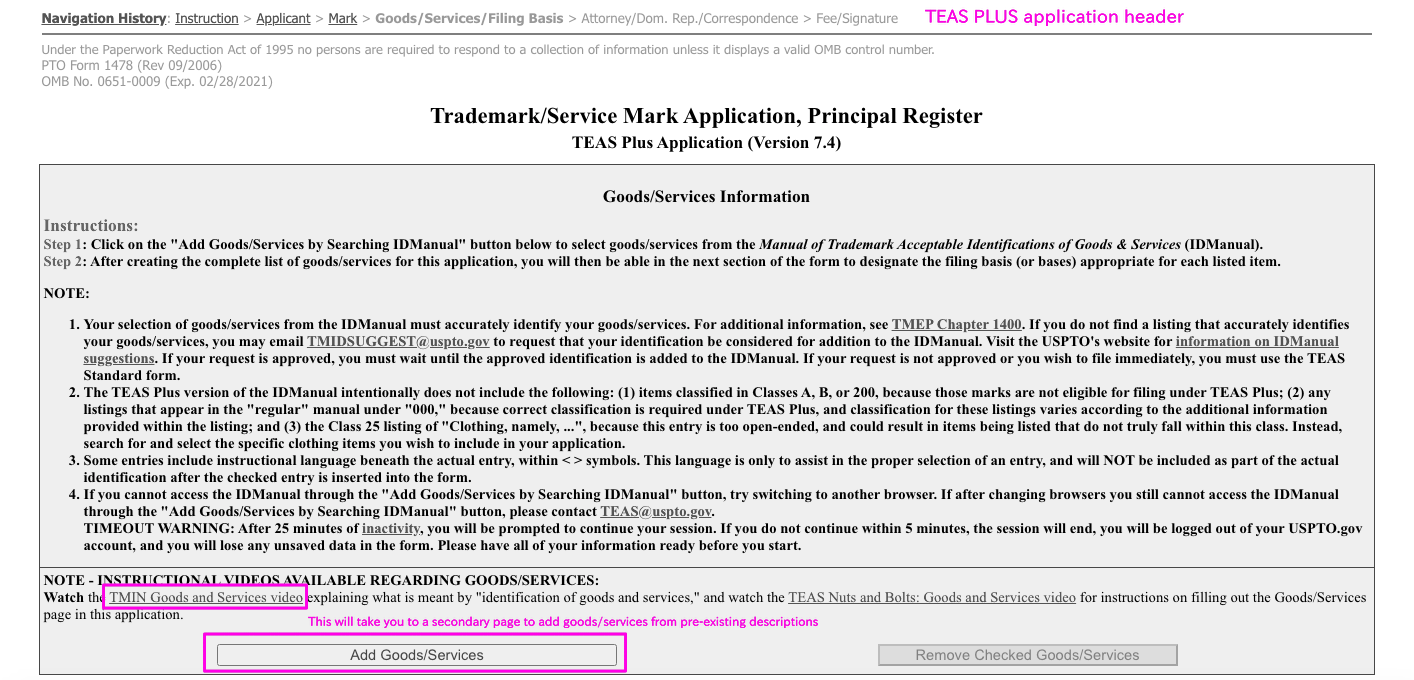 Navigation History: Instruction > Applicant > Mark > Goods/Services/Filing Basis > Attorney/Dom. Rep./Correspondence > Fee/Signature TEAS PLUS application header
Under the Paperwork Reduction Act of 1995 no persons are required to respond to a collection of information unless it displays a valid OMB control number.
PTO Form 1478 (Rev 09/2006)
OMB No. 0651-0009 (Exp. 02/28/2021)
Trademark/Service Mark Application, Principal Register
TEAS Plus Application (Version 7.4)
Goods/Services Information
Instructions:
Step 1: Click on the "Add Goods/Services by Searching IDManual" button below to select goods/services from the Manual of Trademark Acceptable Identifications of Goods & Services (IDManual).
Step 2: After creating the complete list of goods/services for this application, you will then be able in the next section of the form to designate the filing basis (or bases) appropriate for each listed item.
NOTE:
1. Your selection of goods/services from the IDManual must accurately identify your goods/services. For additional information, see TMEP Chapter 1400. If you do not find a listing that accurately identifies
your goods/services, you may email TMIDSUGGEST@uspto.gov to request that your identification be considered for addition to the IDManual. Visit the USPTO's website for information on IDManual
suggestions. If your request is approved, you must wait until the approved identification is added to the IDManual. If your request is not approved or you wish to file immediately, you must use the TEAS
Standard form.
2. The TEAS Plus version of the IDManual intentionally does not include the following: (1) items classified in Classes A, B, or 200, because those marks are not eligible for filing under TEAS Plus; (2) any
listings that appear in the "regular" manual under "000," because correct classification is required under TEAS Plus, and classification for these listings varies according to the additional information
provided within the listing; and (3) the Class 25 listing of "Clothing, namely, ...", because this entry is too open-ended, and could result in items being listed that do not truly fall within this class. Instead,
search for and select the specific clothing items you wish to include in your application.
3. Some entries include instructional language beneath the actual entry, within < > symbols. This language is only to assist in the proper selection of an entry, and will NOT be included as part of the actual
identification after the checked entry is inserted into the form.
4. If you cannot access the IDManual through the "Add Goods/Services by Searching IDManual" button, try switching to another browser. If after changing browsers you still cannot access the IDManual
through the "Add Goods/Services by Searching IDManual" button, please contact TEAS@uspto.gov.
TIMEOUT WARNING: After 25 minutes of inactivity, you will be prompted to continue your session. If you do not continue within 5 minutes, the session will end, you will be logged out of your USPTO.gov
account, and you will lose any unsaved data in the form. Please have all of your information ready before you start.
NOTE - INSTRUCTIONAL VIDEOS AVAILABLE REGARDING GOODS/SERVICES:
Watch the TMIN Goods and Services video explaining what is meant by "identification of goods and services," and watch the TEAS Nuts and Bolts: Goods and Services video for instructions on filling out the Goods/Services
page in this application.
This will take you to a secondary page to add goods/services from pre-existing descriptions
Add Goods/Services
Remove Checked Goods/Services